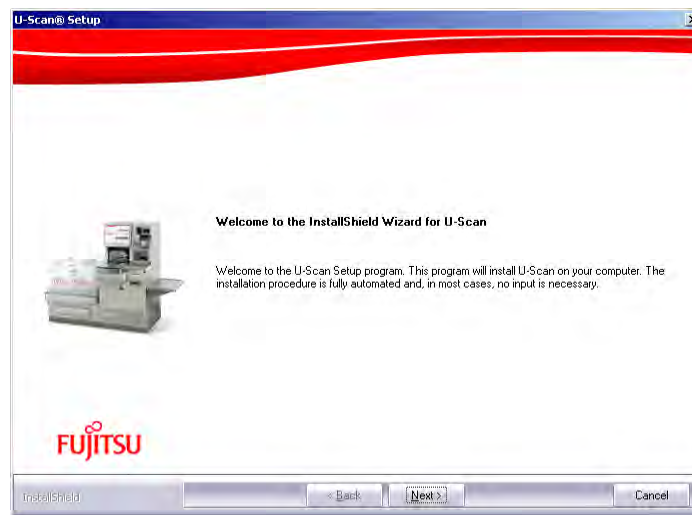 U-Scan® Setup
Welcome to the InstallShield Wizard for U-Scan
Welcome to the U-Scan Setup program. This program will install U-Scan on your computer. The
installation procedure is fully automated and, in most cases, no input is necessary.
FUJITSU
InstallShield
< Back
Next >
Cancel